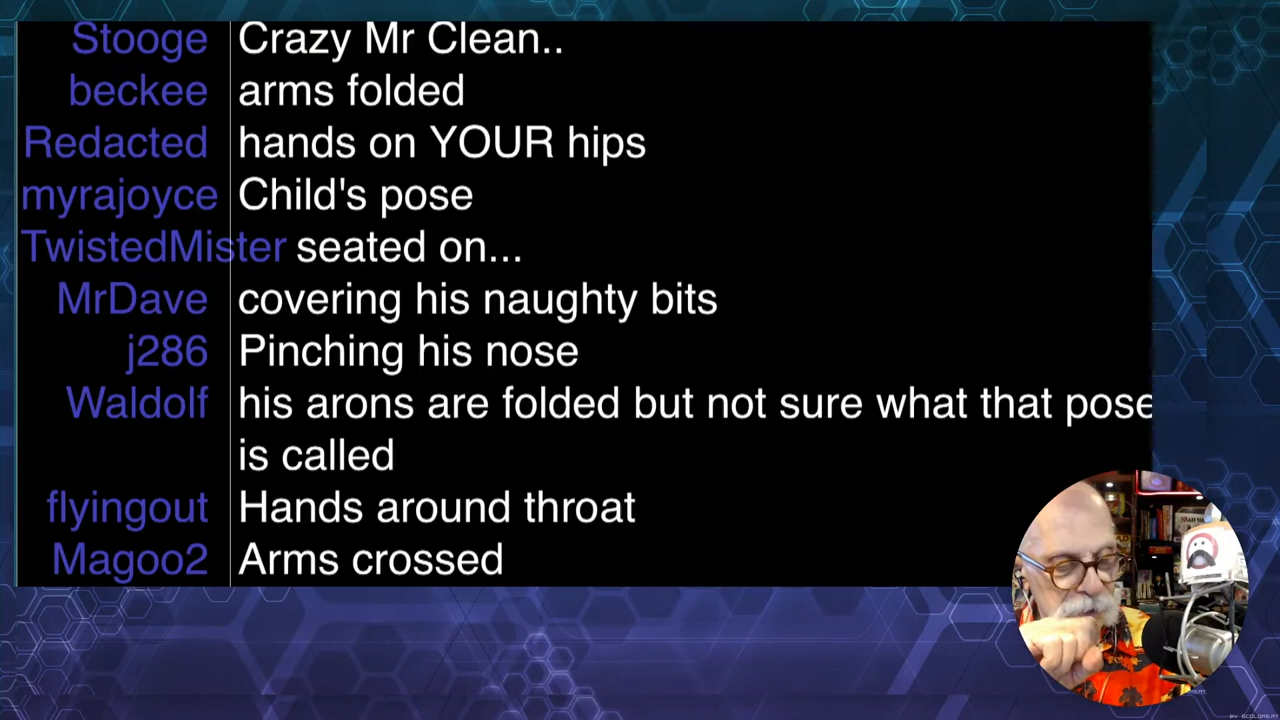 Stooge Crazy Mr Clean..
beckee arms folded
Redacted hands on YOUR hips
myrajoyce Child's pose
TwistedMister seated on...
MrDave covering his naughty bits
j286 Pinching his nose
Waldolf his arons are folded but not sure what that pose
is called
flyingout Hands around throat
Magoo2 Arms crossed